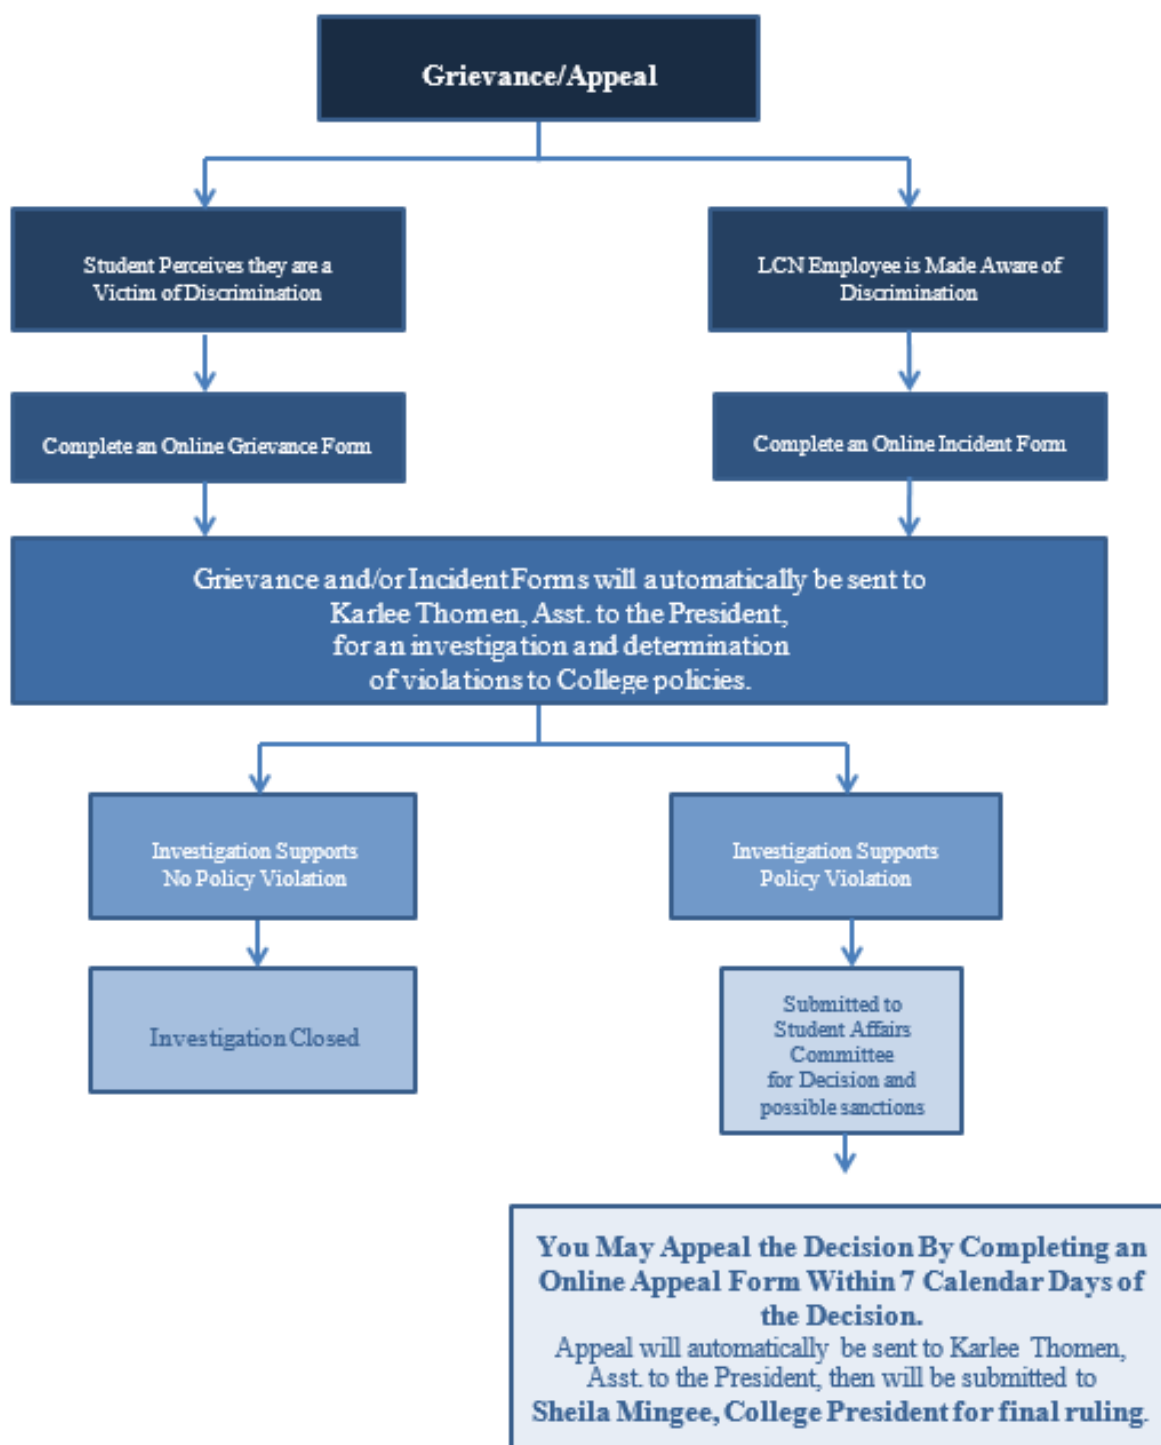 Grievance/Appeal
Student Perceives they are a
Victim of Discrimination
LCN Employee is Made Aware of
Discrimination
Complete an Online Grievance Form
Complete an Online Incident Form
Grievance and/or Incident Forms will automatically be sent to
Karlee Thomen, Asst. to the President,
for an investigation and determination
of violations to College policies.
Investigation Supports
No Policy Violation
Investigation Supports
Policy Violation
Investigation Closed
Submitted to
Student Affairs
Committee
for Decision and
possible sanctions
You May Appeal the Decision By Completing an
Online Appeal Form Within 7 Calendar Days of
the Decision.
Appeal will automatically be sent to Karlee Thomen,
Asst. to the President, then will be submitted to
Sheila Mingee, College President for final ruling.